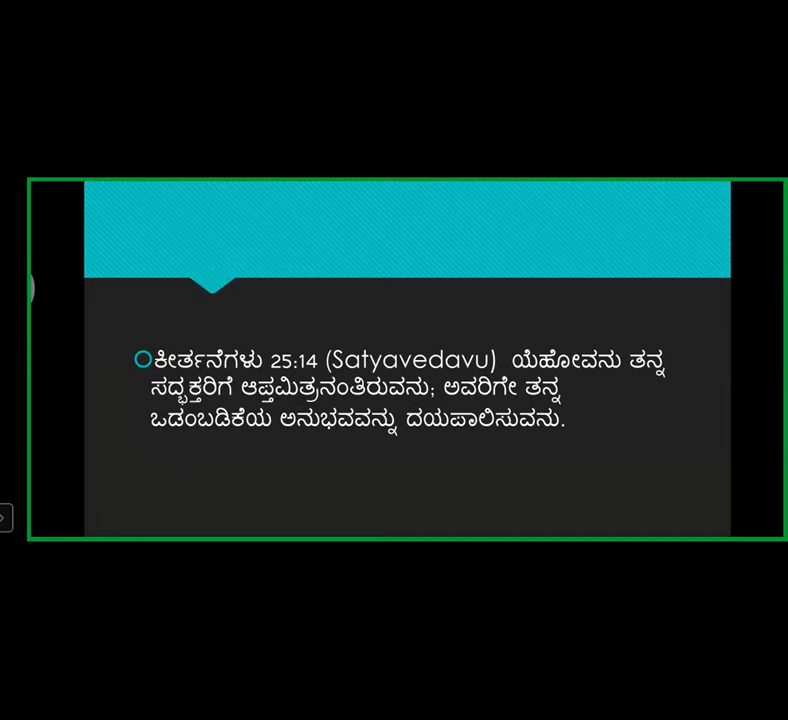 ಕೀರ್ತನೆಗಳು 25:14 (Satyavedavu) ಯೆಹೋವನು ತನ್ನ
ಸದ್ಭಕ್ತರಿಗೆ ಆಪ್ತಮಿತ್ರನಂತಿರುವನು; ಅವರಿಗೇ ತನ್ನ
ಒಡಂಬಡಿಕೆಯ ಅನುಭವವನ್ನು ದಯಪಾಲಿಸುವನು.